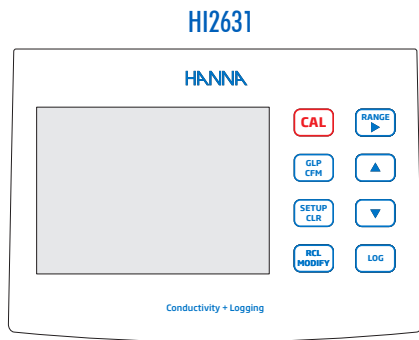 HI2631
HANNA
CAL
RANGE
GLP
CFM
SETUP
CLR
RCL
MODIFY
LOG
Conductivity + Logging